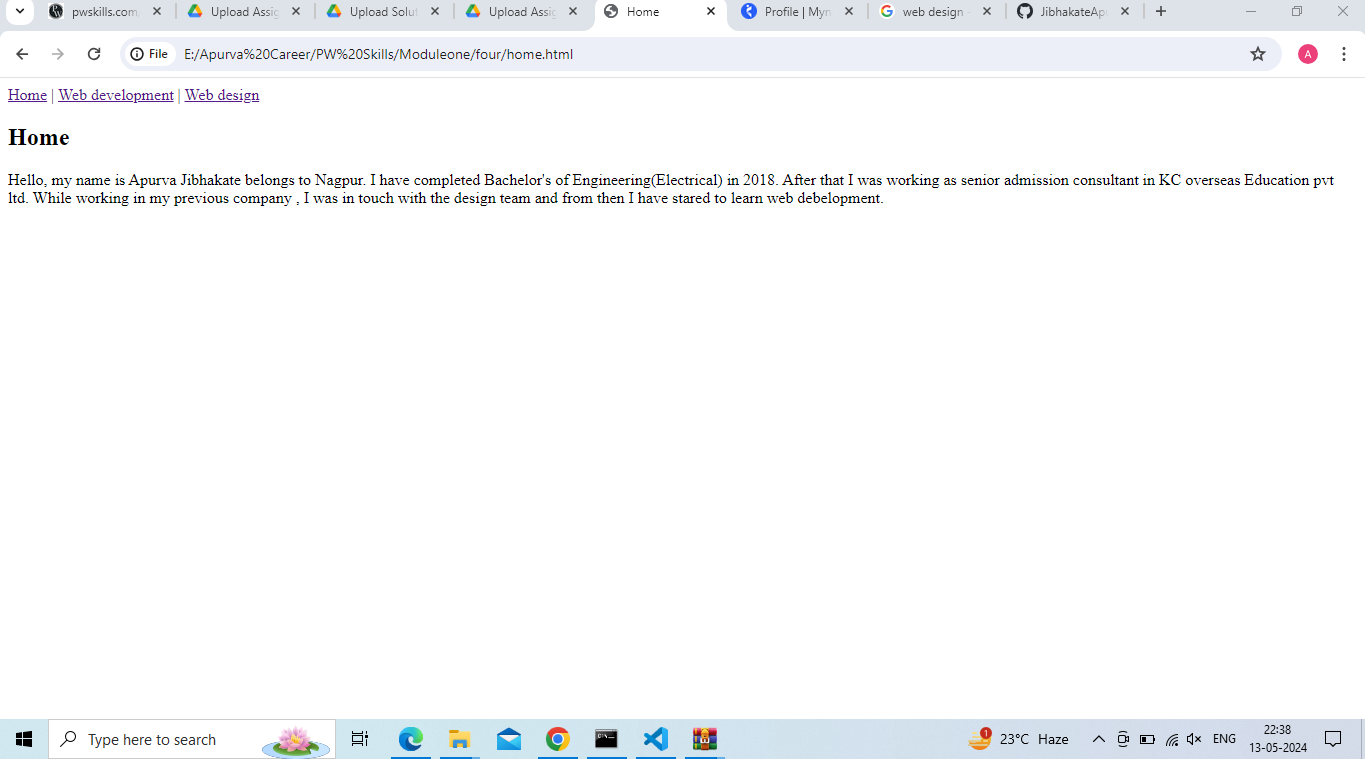 pwskills.com
Upload Assig
Upload Solut
Upload Assig
Home
Profile | Myn
web design -
JibhakateApu
File
E:/Apurva%20Career/PW%20Skills/Moduleone/four/home.html
A
Home | Web development | Web design
Home
Hello, my name is Apurva Jibhakate belongs to Nagpur. I have completed Bachelor's of Engineering(Electrical) in 2018. After that I was working as senior admission consultant in KC overseas Education pvt
ltd. While working in my previous company , I was in touch with the design team and from then I have stared to learn web debelopment.
Type here to search
1
23°C Haze
ENG
22:38
13-05-2024